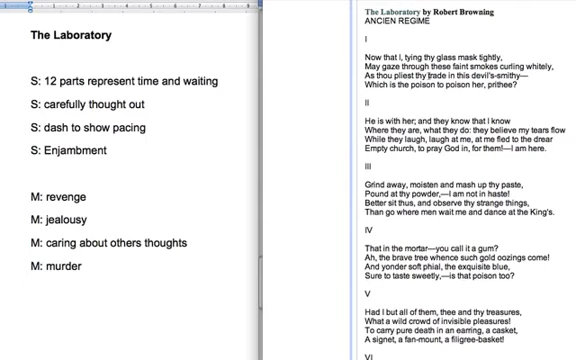 The Laboratory
S: 12 parts represent time and waiting
S: carefully thought out
S: dash to show pacing
S: Enjambment
M: revenge
M: jealousy
M: caring about others thoughts
M: murder
The Laboratory by Robert Browning
ANCIEN REGIME
I
Now that I, tying thy glass mask tightly,
May gaze through these faint smokes curling whitely,
As thou pliest thy trade in this devil's-smithy—
Which is the poison to poison her, prithee?
II
He is with her; and they know that I know
Where they are, what they do: they believe my tears flow
While they laugh, laugh at me, at me fled to the drear
Empty church, to pray God in, for them!—I am here.
III
Grind away, moisten and mash up thy paste,
Pound at thy powder,—I am not in haste!
Better sit thus, and observe thy strange things,
Than go where men wait me and dance at the King's.
IV
That in the mortar—you call it a gum?
Ah, the brave tree whence such gold oozings come!
And yonder soft phial, the exquisite blue,
Sure to taste sweetly,—is that poison too?
V
Had I but all of them, thee and thy treasures,
What a wild crowd of invisible pleasures!
To carry pure death in an earring, a casket,
A signet, a fan-mount, a filigree-basket!
VI